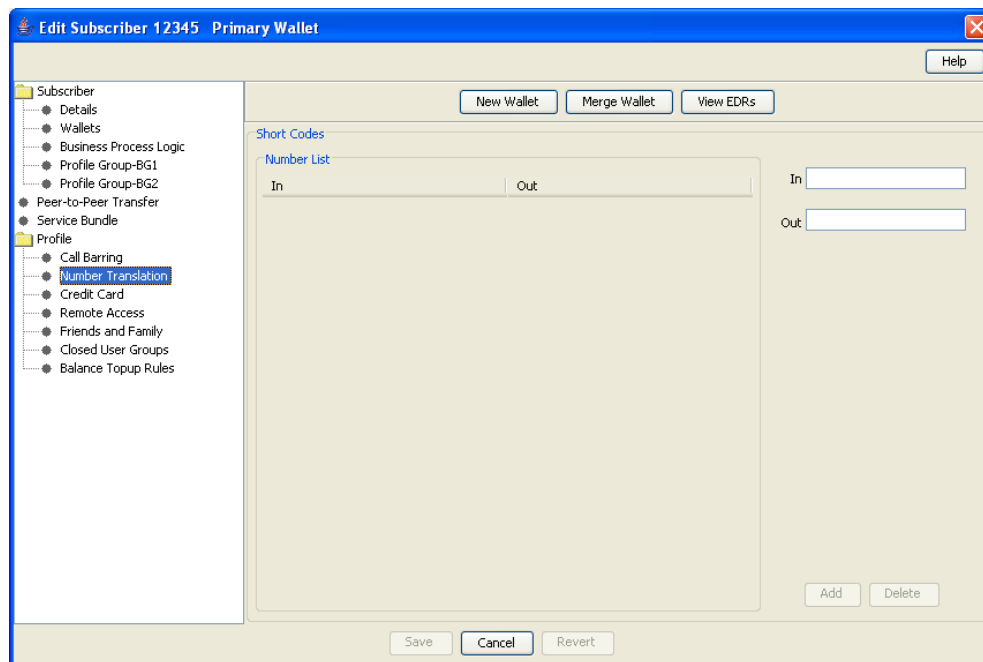 Edit Subscriber 12345 Primary Wallet
Help
Subscriber
Details
Wallets
Business Process Logic
Profile Group-BG1
Profile Group-BG2
Peer-to-Peer Transfer
Service Bundle
Profile
Call Barring
Number Translation
Credit Card
Remote Access
Friends and Family
Closed User Groups
Balance Topup Rules
New Wallet Merge Wallet View EDRs
Short Codes
Number List
In Out
In
Out
Add Delete
Save Cancel Revert